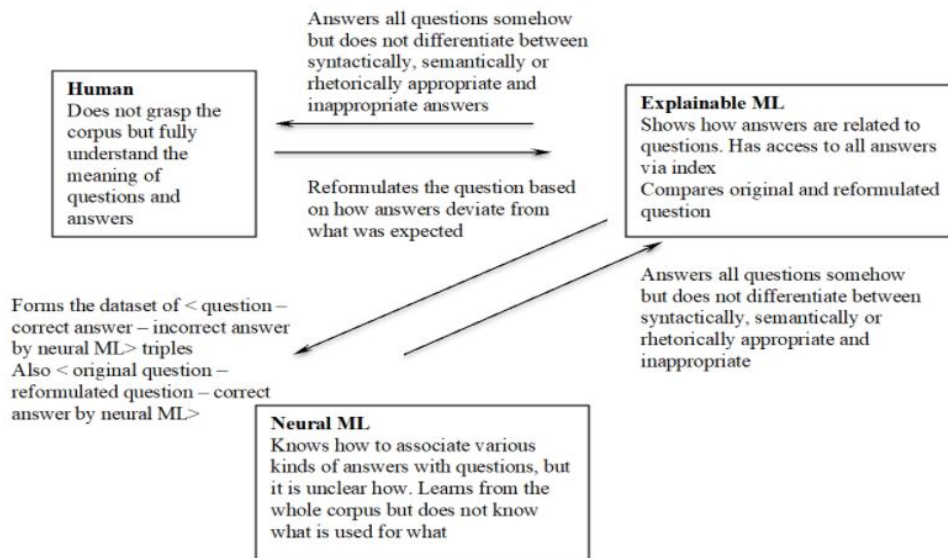 Answers all questions somehow
but does not differentiate between
syntactically, semantically or
rhetorically appropriate and
inappropriate answers
Human
Does not grasp the
corpus but fully
understand the
meaning of
questions and
answers
Explainable ML
Shows how answers are related to
questions. Has access to all answers
via index
Compares original and reformulated
question
Reformulates the question based
on how answers deviate from
what was expected
Answers all questions somehow
but does not differentiate between
syntactically, semantically or
rhetorically appropriate and
inappropriate
Forms the dataset of < question –
correct answer – incorrect answer
by neural ML> triples
Also < original question –
reformulated question – correct
answer by neural ML>
Neural ML
Knows how to associate various
kinds of answers with questions, but
it is unclear how. Learns from the
whole corpus but does not know
what is used for what